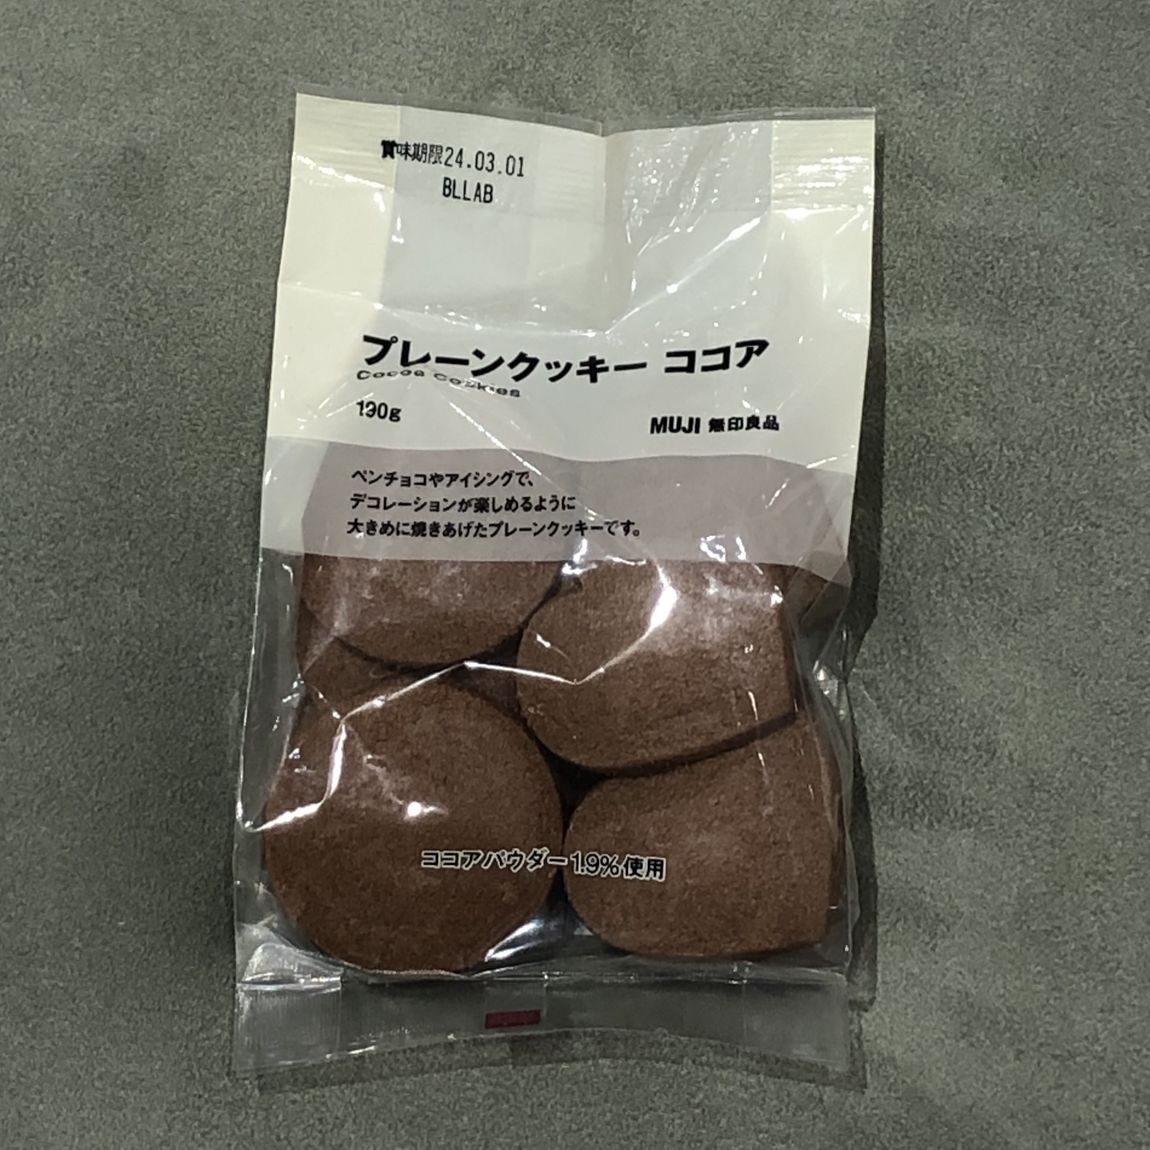 賞味期限24.03.01
BLLAB
プレーンクッキー ココア
Cocoa Cookies
190g
MUJI 無印良品
ペンチョコやアイシングで、
デコレーションが楽しめるように
大きめに焼きあげたプレーンクッキーです。
ココアパウダー1.9%使用